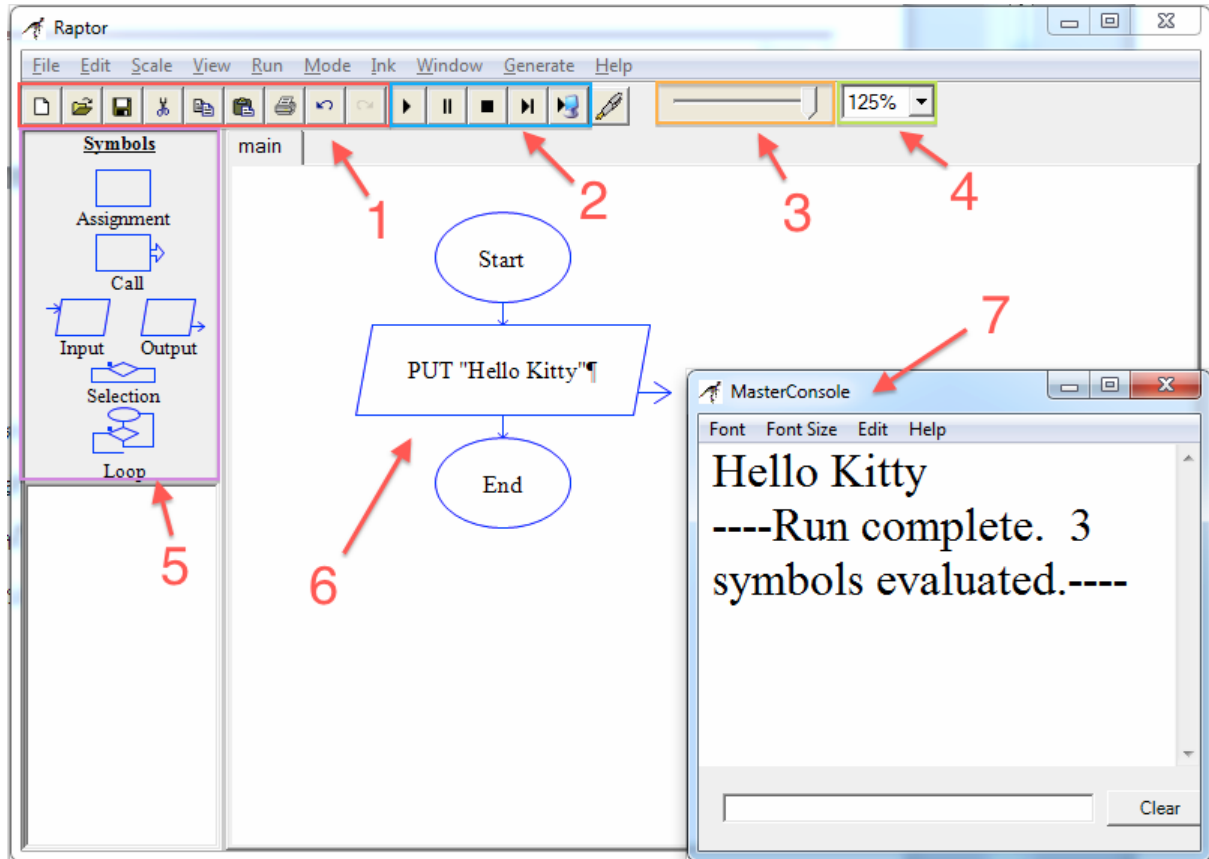 Raptor
File Edit Scale View Run Mode Ink Window Generate Help
125%
Symbols
main
1
2
3
4
Assignment
Call
Input Output
Selection
Loop
5
Start
PUT "Hello Kitty"¶
End
6
7
MasterConsole
Font Font Size Edit Help
Hello Kitty
----Run complete. 3
symbols evaluated.----
Clear